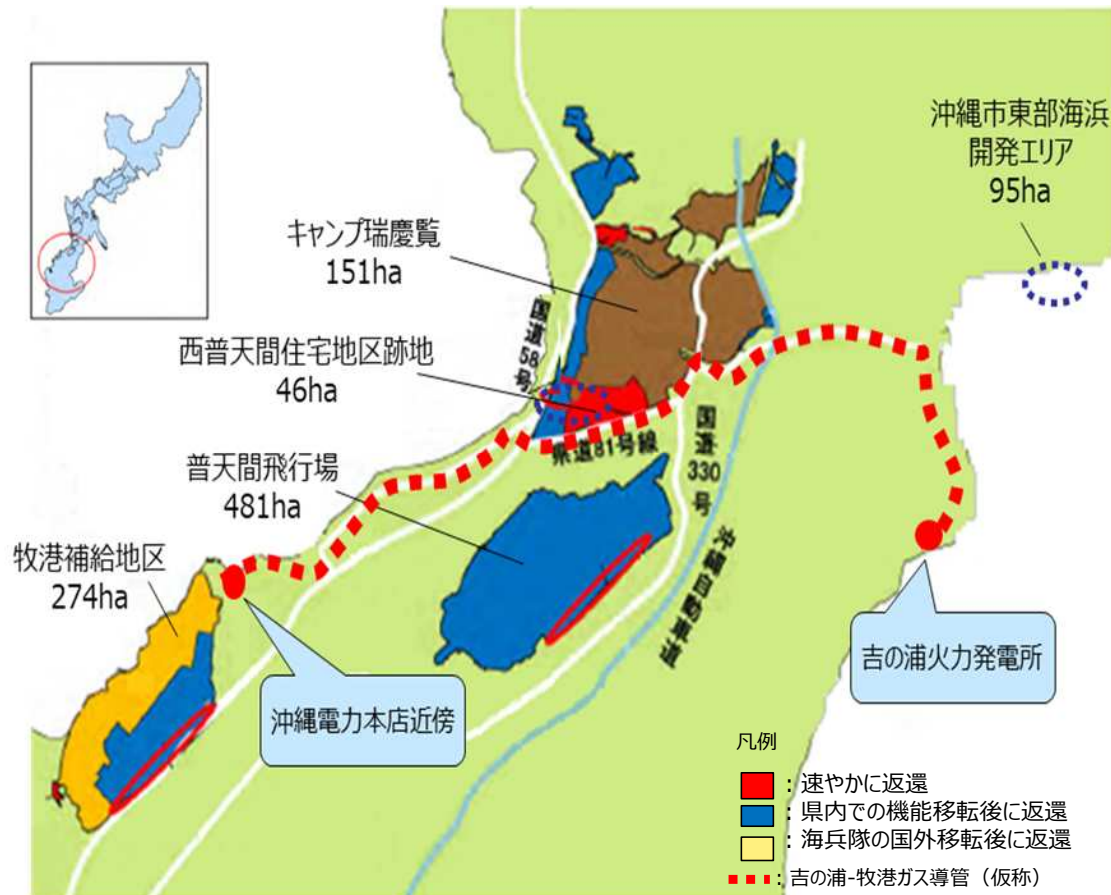 沖縄市東部海浜
開発エリア
95ha
キャンプ瑞慶覧
151ha
国道58号
西普天間住宅地区跡地
46ha
県道81号線
国道330号
普天間飛行場
481ha
沖縄自動車道
牧港補給地区
274ha
吉の浦火力発電所
沖縄電力本店近傍
凡例
：速やかに返還
：県内での機能移転後に返還
：海兵隊の国外移転後に返還
：吉の浦-牧港ガス導管（仮称）